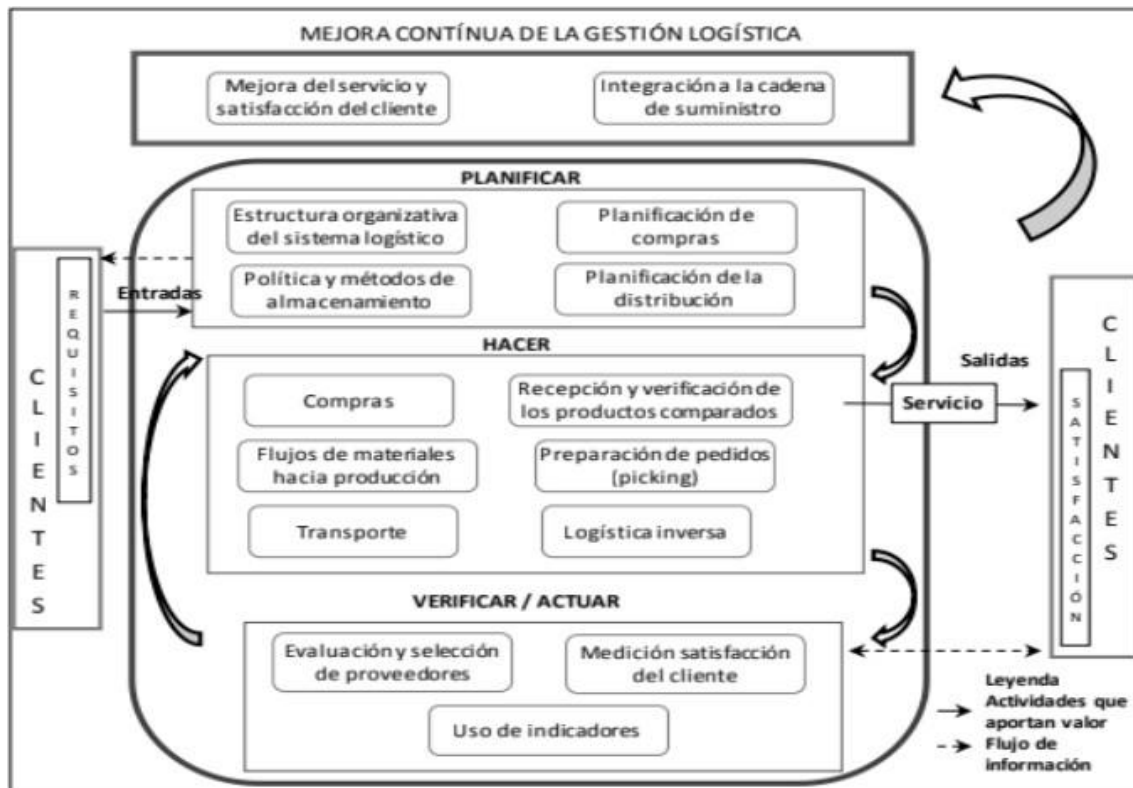 MEJORA CONTÍNUA DE LA GESTIÓN LOGÍSTICA
Mejora del servicio y
satisfacción del cliente
Integración a la cadena
de suministro
PLANIFICAR
Estructura organizativa
del sistema logístico
Planificación de
compras
Política y métodos de
almacenamiento
Planificación de la
distribución
Entradas
CLIENTES
REQUISITOS
HACER
Compras
Recepción y verificación de
los productos comparados
Flujos de materiales
hacia producción
Preparación de pedidos
(picking)
Transporte
Logística inversa
Salidas
Servicio
CLIENTES
SATISFACCIÓN
VERIFICAR / ACTUAR
Evaluación y selección
de proveedores
Medición satisfacción
del cliente
Uso de indicadores
Leyenda
Actividades que
aportan valor
Flujo de
información